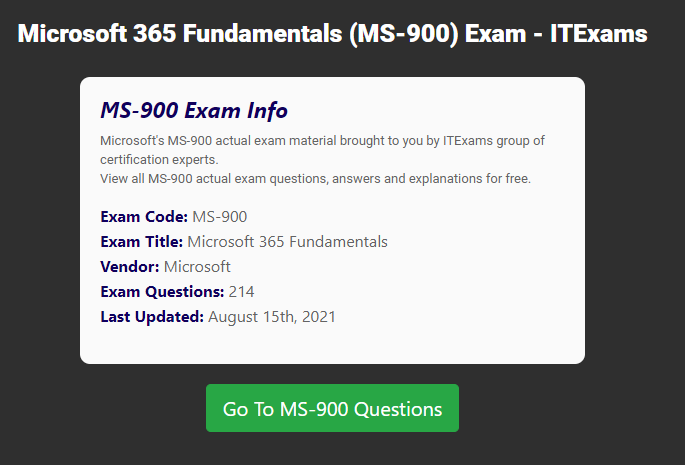 Microsoft 365 Fundamentals (MS-900) Exam - ITExams
MS-900 Exam Info
Microsoft's MS-900 actual exam material brought to you by ITExams group of
certification experts.
View all MS-900 actual exam questions, answers and explanations for free.
Exam Code: MS-900
Exam Title: Microsoft 365 Fundamentals
Vendor: Microsoft
Exam Questions: 214
Last Updated: August 15th, 2021
Go To MS-900 Questions